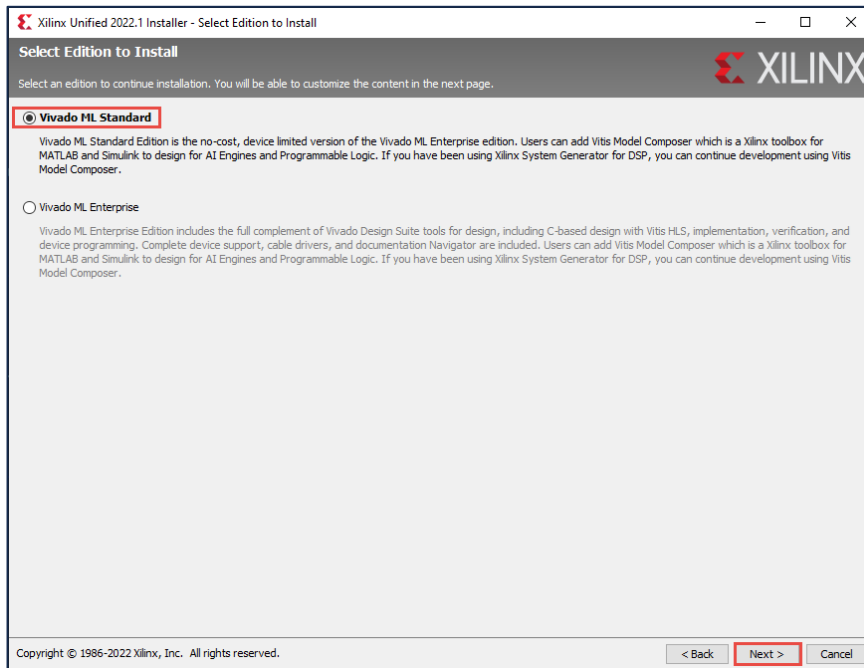 Xilinx Unified 2022.1 Installer - Select Edition to Install
Select Edition to Install
XILINX
Select an edition to continue installation. You will be able to customize the content in the next page.
Vivado ML Standard
Vivado ML Standard Edition is the no-cost, device limited version of the Vivado ML Enterprise edition. Users can add Vitis Model Composer which is a Xilinx toolbox for
MATLAB and Simulink to design for AI Engines and Programmable Logic. If you have been using Xilinx System Generator for DSP, you can continue development using Vitis
Model Composer.
Vivado ML Enterprise
Vivado ML Enterprise Edition includes the full complement of Vivado Design Suite tools for design, including C-based design with Vitis HLS, implementation, verification, and
device programming. Complete device support, cable drivers, and documentation Navigator are included. Users can add Vitis Model Composer which is a Xilinx toolbox for
MATLAB and Simulink to design for AI Engines and Programmable Logic. If you have been using Xilinx System Generator for DSP, you can continue development using Vitis
Model Composer.
Copyright © 1986-2022 Xilinx, Inc. All rights reserved.
< Back Next > Cancel